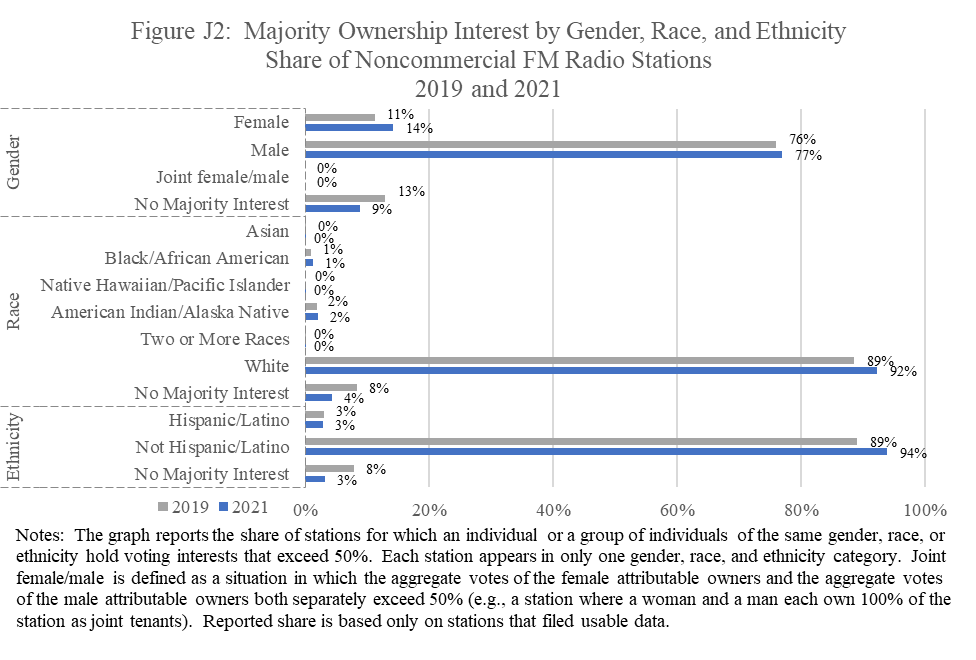 Figure J2:  Majority Ownership Interest by Gender, Race, and Ethnicity
Share of Noncommercial FM Radio Stations
2019 and 2021
Gender
Female
11%
14%
Male
76%
77%
Joint female/male
0%
0%
No Majority Interest
13%
9%
Race
Asian
0%
0%
Black/African American
1%
1%
Native Hawaiian/Pacific Islander
0%
0%
American Indian/Alaska Native
2%
2%
Two or More Races
0%
0%
White
89%
92%
No Majority Interest
8%
4%
Ethnicity
Hispanic/Latino
3%
3%
Not Hispanic/Latino
89%
94%
No Majority Interest
8%
3%
2019 2021
0% 20% 40% 60% 80% 100%
Notes:  The graph reports the share of stations for which an individual or a group of individuals of the same gender, race, or
ethnicity hold voting interests that exceed 50%.  Each station appears in only one gender, race, and ethnicity category.  Joint
female/male is defined as a situation in which the aggregate votes of the female attributable owners and the aggregate votes
of the male attributable owners both separately exceed 50% (e.g., a station where a woman and a man each own 100% of the
station as joint tenants).  Reported share is based only on stations that filed usable data.